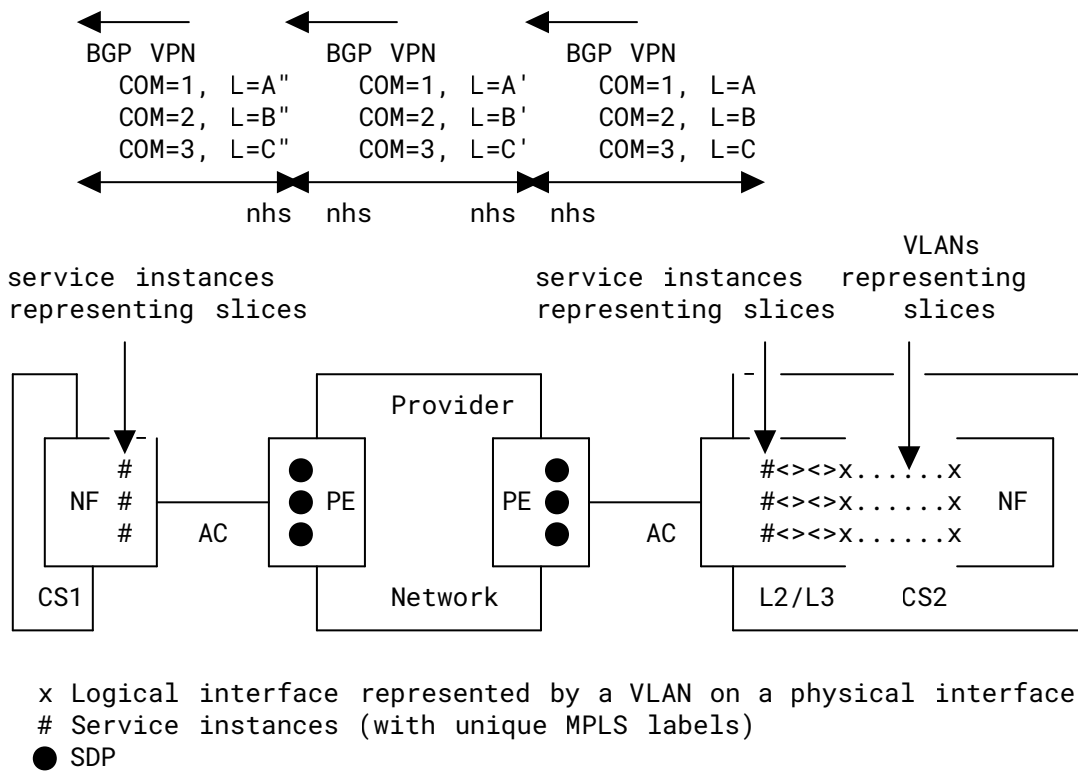 BGP VPN BGP VPN BGP VPN
COM=1, L=A" COM=1, L=A' COM=1, L=A
COM=2, L=B" COM=2, L=B' COM=2, L=B
COM=3, L=C" COM=3, L=C' COM=3, L=C
nhs nhs nhs nhs
VLANs
service instances service instances representing
representing slices representing slices slices
Provider
# #<><>x......x
NF # PE PE #<><>x......x NF
# AC AC #<><>x......x
CS1 Network L2/L3 CS2
x Logical interface represented by a VLAN on a physical interface
# Service instances (with unique MPLS labels)
● SDP